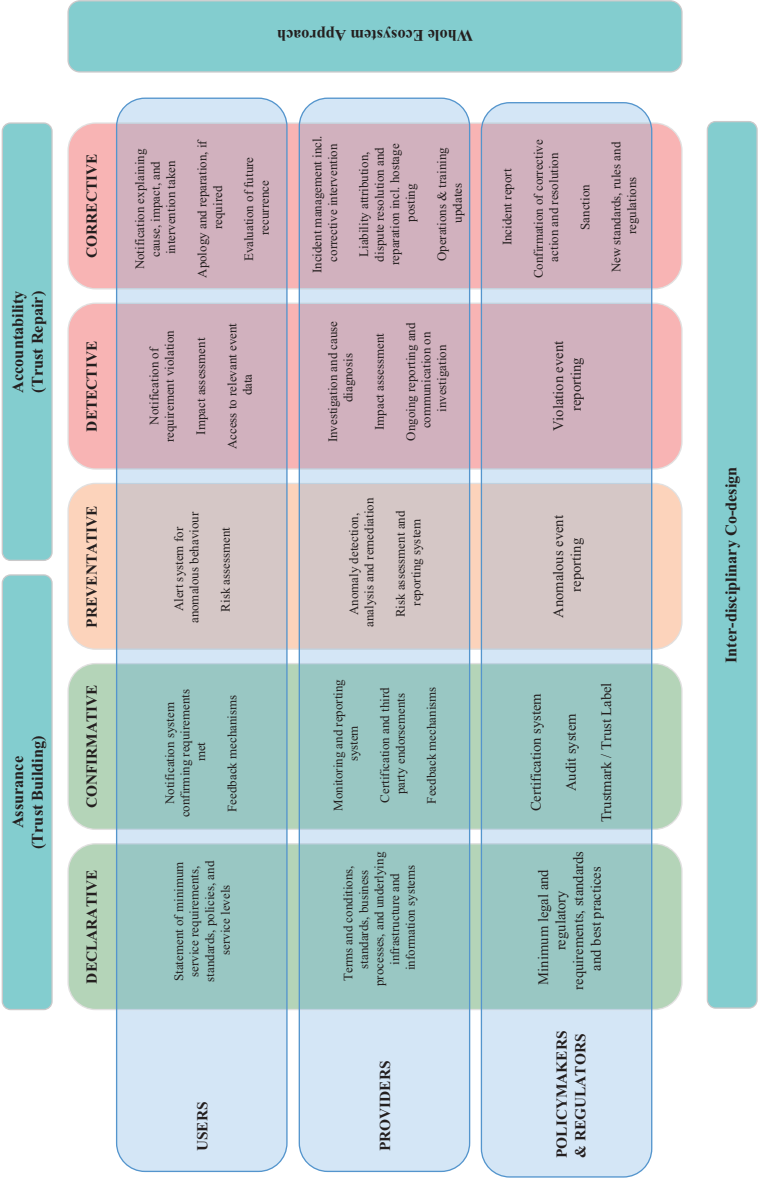 Assurance
(Trust Building)
Accountability
(Trust Repair)
DECLARATIVE
CONFIRMATIVE
PREVENTATIVE
DETECTIVE
CORRECTIVE
USERS
Statement of minimum
service requirements,
standards, policies, and
service levels
Notification system
confirming requirements
met
Feedback mechanisms
Alert system for
anomalous behaviour
Risk assessment
Notification of
requirement violation
Impact assessment
Access to relevant event
data
Notification explaining
cause, impact, and
intervention taken
Apology and reparation, if
required
Evaluation of future
recurrence
PROVIDERS
Terms and conditions,
standards, business
processes, and underlying
infrastructure and
information systems
Monitoring and reporting
system
Certification and third
party endorsements
Feedback mechanisms
Anomaly detection,
analysis and remediation
Risk assessment and
reporting system
Investigation and cause
diagnosis
Impact assessment
Ongoing reporting and
communication on
investigation
Incident management incl.
corrective intervention
Liability attribution,
dispute resolution and
reparation incl. hostage
posting
Operations & training
updates
POLICYMAKERS
& REGULATORS
Minimum legal and
regulatory
requirements, standards
and best practices
Certification system
Audit system
Trustmark / Trust Label
Anomalous event
reporting
Violation event
reporting
Incident report
Confirmation of corrective
action and resolution
Sanction
New standards, rules and
regulations
Whole Ecosystem Approach
Inter-disciplinary Co-design